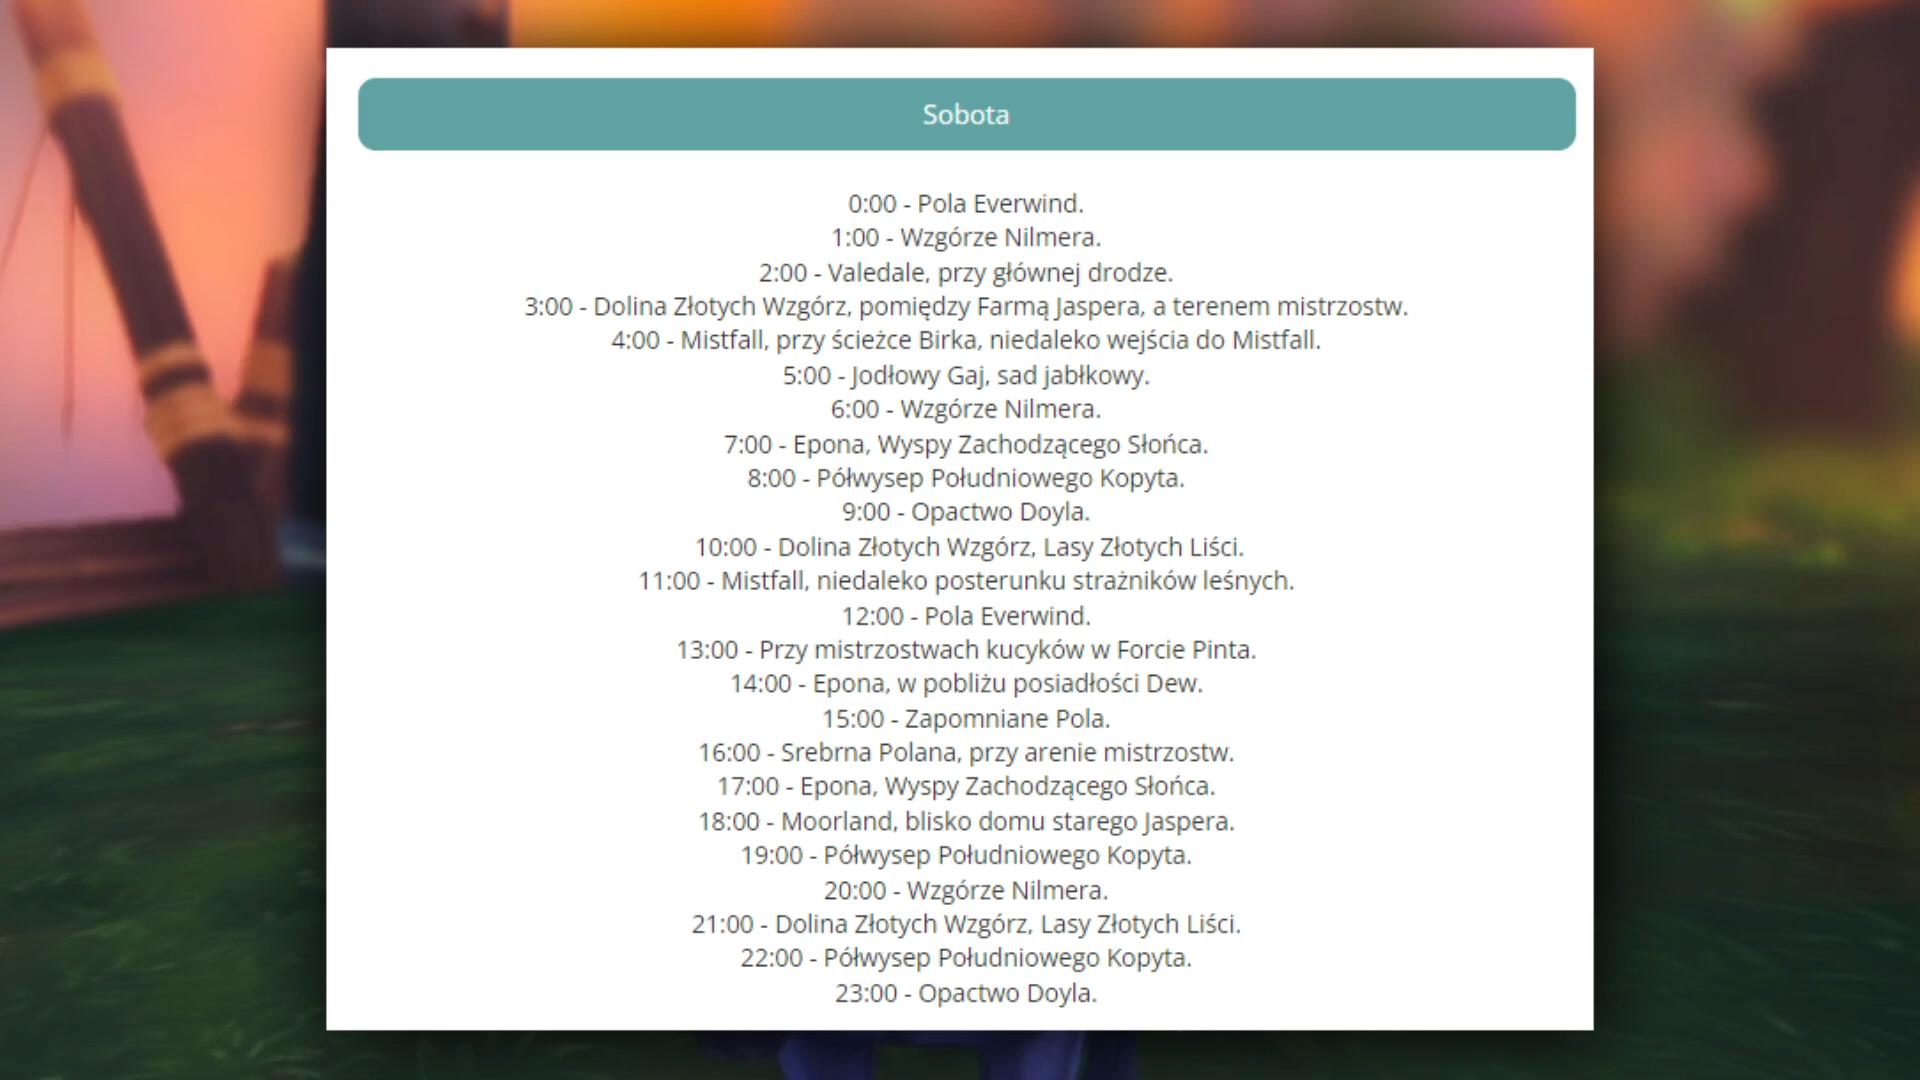 Sobota
0:00 - Pola Everwind.
1:00 - Wzgórze Nilmera.
2:00 - Valedale, przy głównej drodze.
3:00 - Dolina Złotych Wzgórz, pomiędzy Farmą Jaspera, a terenem mistrzostw.
4:00 - Mistfall, przy ścieżce Birka, niedaleko wejścia do Mistfall.
5:00 - Jodłowy Gaj, sad jabłkowy.
6:00 - Wzgórze Nilmera.
7:00 - Epona, Wyspy Zachodzącego Słońca.
8:00 - Półwysep Południowego Kopyta.
9:00 - Opactwo Doyla.
10:00 - Dolina Złotych Wzgórz, Lasy Złotych Liści.
11:00 - Mistfall, niedaleko posterunku strażników leśnych.
12:00 - Pola Everwind.
13:00 - Przy mistrzostwach kucyków w Forcie Pinta.
14:00 - Epona, w pobliżu posiadłości Dew.
15:00 - Zapomniane Pola.
16:00 - Srebrna Polana, przy arenie mistrzostw.
17:00 - Epona, Wyspy Zachodzącego Słońca.
18:00 - Moorland, blisko domu starego Jaspera.
19:00 - Półwysep Południowego Kopyta.
20:00 - Wzgórze Nilmera.
21:00 - Dolina Złotych Wzgórz, Lasy Złotych Liści.
22:00 - Półwysep Południowego Kopyta.
23:00 - Opactwo Doyla.